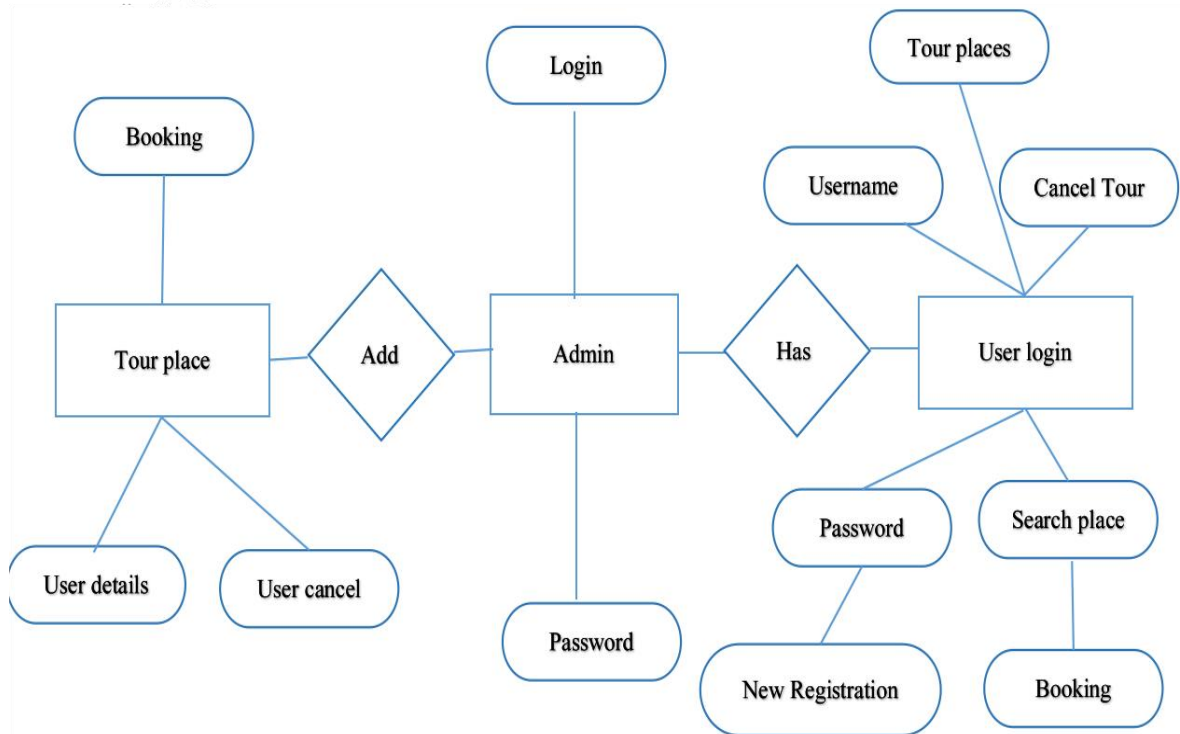 Tour places
Login
Booking
Username
Cancel Tour
Tour place
Add
Admin
Has
User login
Password
Search place
User details
User cancel
Password
New Registration
Booking